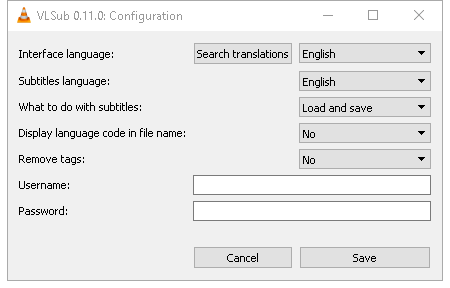 VLSub 0.11.0: Configuration
Interface language: Search translations English
Subtitles language: English
What to do with subtitles: Load and save
Display language code in file name: No
Remove tags: No
Username:
Password:
Cancel Save